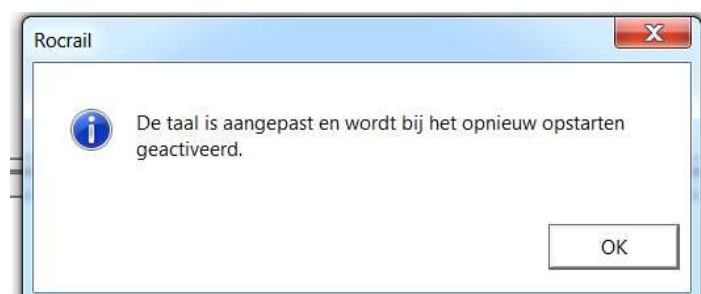 Rocrail
De taal is aangepast en wordt bij het opnieuw opstarten
geactiveerd.
OK